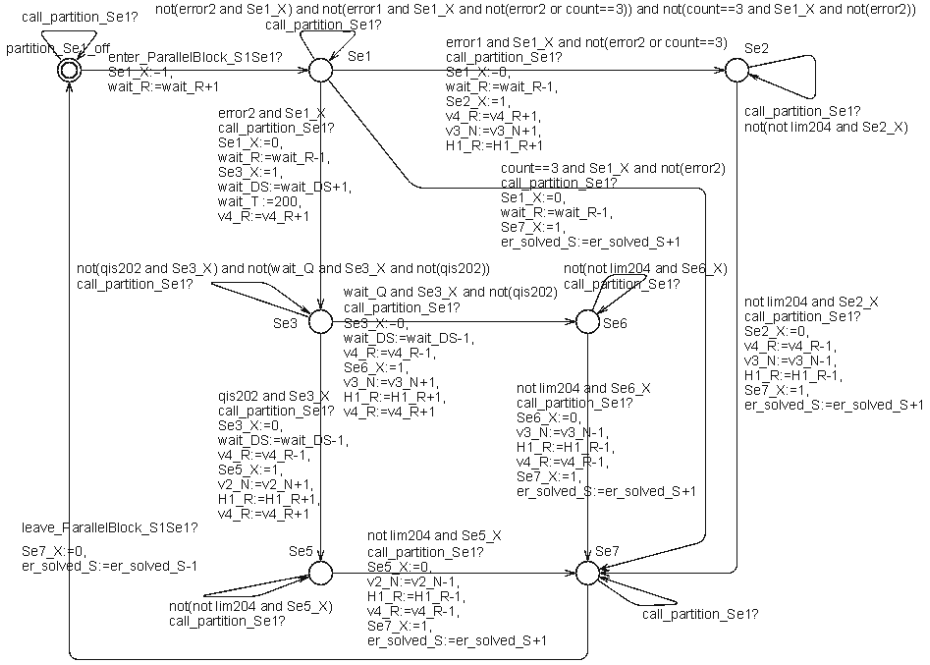 not(error2 and Se1_X) and not(error1 and Se1_X and not(error2 or count==3)) and not(count==3 and Se1_X and not(error2))
call_partition_Se1?
call_partition_Se1?
partition_Se1_off
enter_ParallelBlock_S1Se1?
Se1_X:=1,
wait_R:=wait_R+1
Se1
error1 and Se1_X and not(error2 or count==3)
call_partition_Se1?
Se1_X:=0,
wait_R:=wait_R-1,
Se2_X:=1,
v4_R:=v4_R+1,
v3_N:=v3_N+1,
H1_R:=H1_R+1
Se2
call_partition_Se1?
not(not lim204 and Se2_X)
error2 and Se1_X
call_partition_Se1?
Se1_X:=0,
wait_R:=wait_R-1,
Se3_X:=1,
wait_DS:=wait_DS+1,
wait_T :=200,
v4_R:=v4_R+1
count==3 and Se1_X and not(error2)
call_partition_Se1?
Se1_X:=0,
wait_R:=wait_R-1,
Se7_X:=1,
er_solved_S:=er_solved_S+1
not(qis202 and Se3_X) and not(wait_Q and Se3_X and not(qis202))
call_partition_Se1?
not(not lim204 and Se6_X)
call_partition_Se1?
Se3
wait_Q and Se3_X and not(qis202)
call_partition_Se1?
Se3_X:=0,
wait_DS:=wait_DS-1,
v4_R:=v4_R-1,
Se6_X:=1,
v3_N:=v3_N+1,
H1_R:=H1_R+1,
v4_R:=v4_R+1
Se6
not lim204 and Se2_X
call_partition_Se1?
Se2_X:=0,
v4_R:=v4_R-1,
v3_N:=v3_N-1,
H1_R:=H1_R-1,
Se7_X:=1,
er_solved_S:=er_solved_S+1
qis202 and Se3_X
call_partition_Se1?
Se3_X:=0,
wait_DS:=wait_DS-1,
v4_R:=v4_R-1,
Se5_X:=1,
v2_N:=v2_N+1,
H1_R:=H1_R+1,
v4_R:=v4_R+1
not lim204 and Se6_X
call_partition_Se1?
Se6_X:=0,
v3_N:=v3_N-1,
H1_R:=H1_R-1,
v4_R:=v4_R-1,
Se7_X:=1,
er_solved_S:=er_solved_S+1
leave_ParallelBlock_S1Se1?
Se7_X:=0,
er_solved_S:=er_solved_S-1
Se5
not lim204 and Se5_X
call_partition_Se1?
Se5_X:=0,
v2_N:=v2_N-1,
H1_R:=H1_R-1,
v4_R:=v4_R-1,
Se7_X:=1,
er_solved_S:=er_solved_S+1
Se7
not(not lim204 and Se5_X)
call_partition_Se1?
call_partition_Se1?